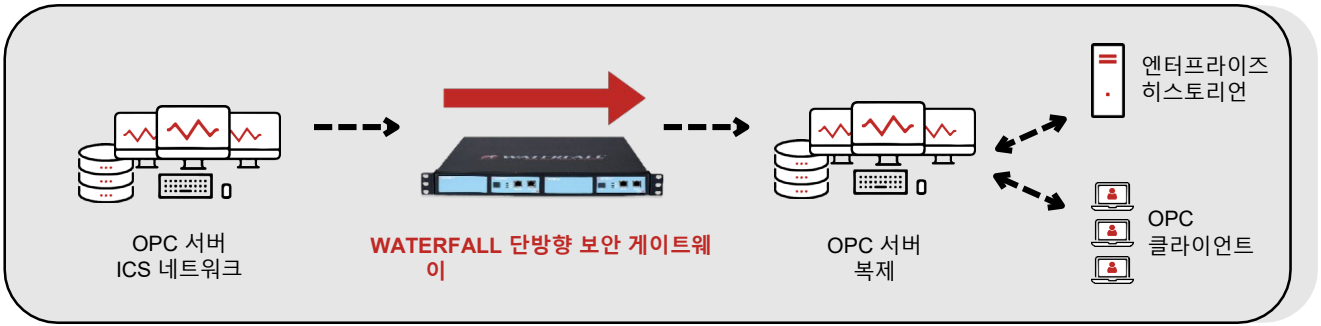 WATERFALL
OPC 서버
ICS 네트워크
WATERFALL 단방향 보안 게이트웨
이
OPC 서버
복제
엔터프라이즈
히스토리언
OPC
클라이언트